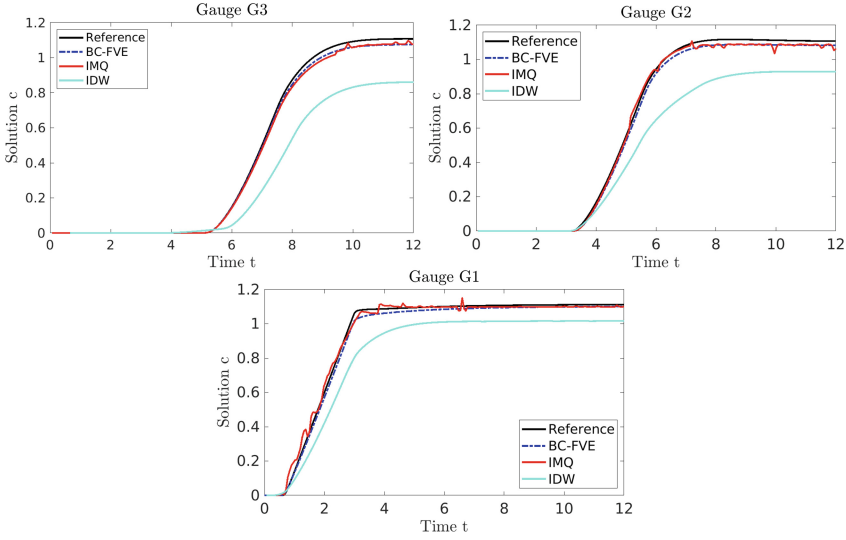 Gauge G3
1.2
1
0.8
0.6
0.4
0.2
0
Solution c
Reference
BC-FVE
IMQ
IDW
0 2 4 6 8 10 12
Time t
Gauge G2
1.2
1
0.8
0.6
0.4
0.2
0
Solution c
Reference
BC-FVE
IMQ
IDW
0 2 4 6 8 10 12
Time t
Gauge G1
1.2
1
0.8
0.6
0.4
0.2
0
Solution c
Reference
BC-FVE
IMQ
IDW
0 2 4 6 8 10 12
Time t